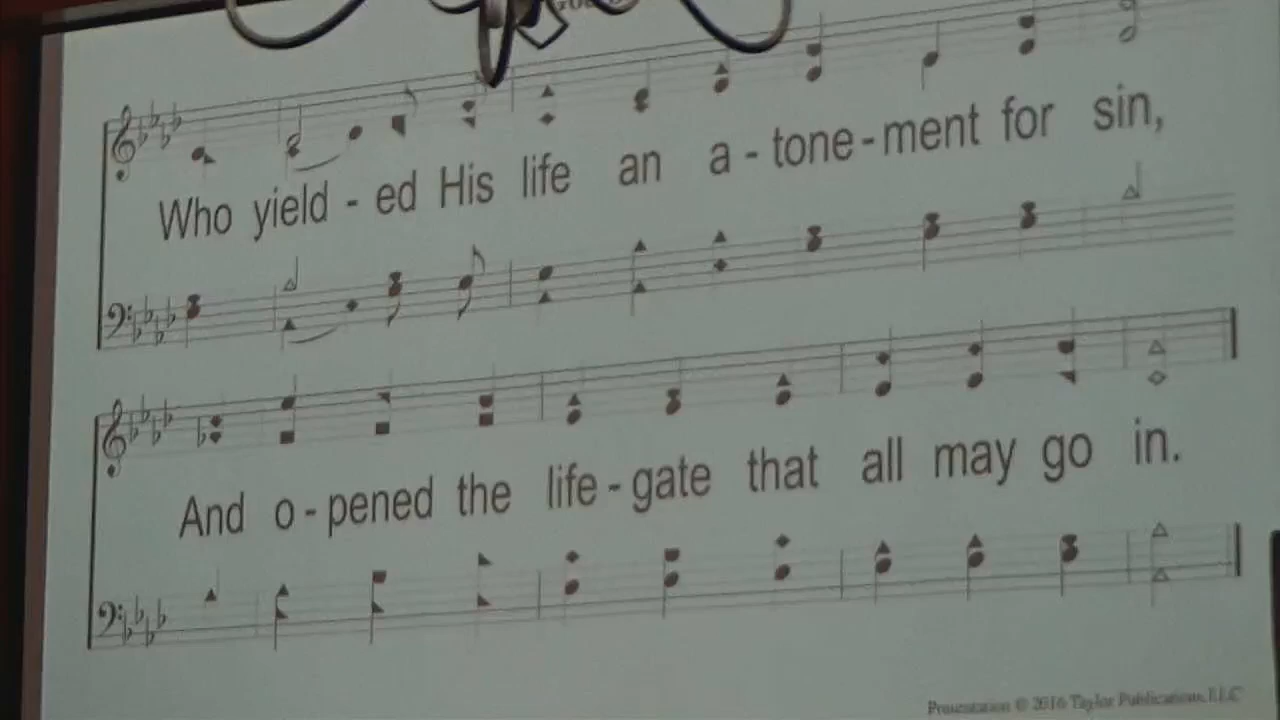 Who yield - ed His life an a - tone - ment for sin,
And o - pened the life - gate that all may go in.
Presentation © 2016 Taylor Publications, LLC